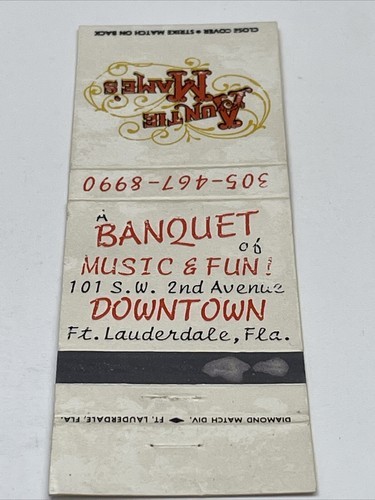 CLOSE COVER ★ STRIKE MATCH ON BACK
AUNTIE
MAME'S
305-467-8990
A
BANQUET
of
MUSIC & FUN!
101 S.W. 2nd Avenue
DOWNTOWN
Ft. Lauderdale, Fla.
DIAMOND MATCH DIV. ◆ FT. LAUDERDALE, FLA.